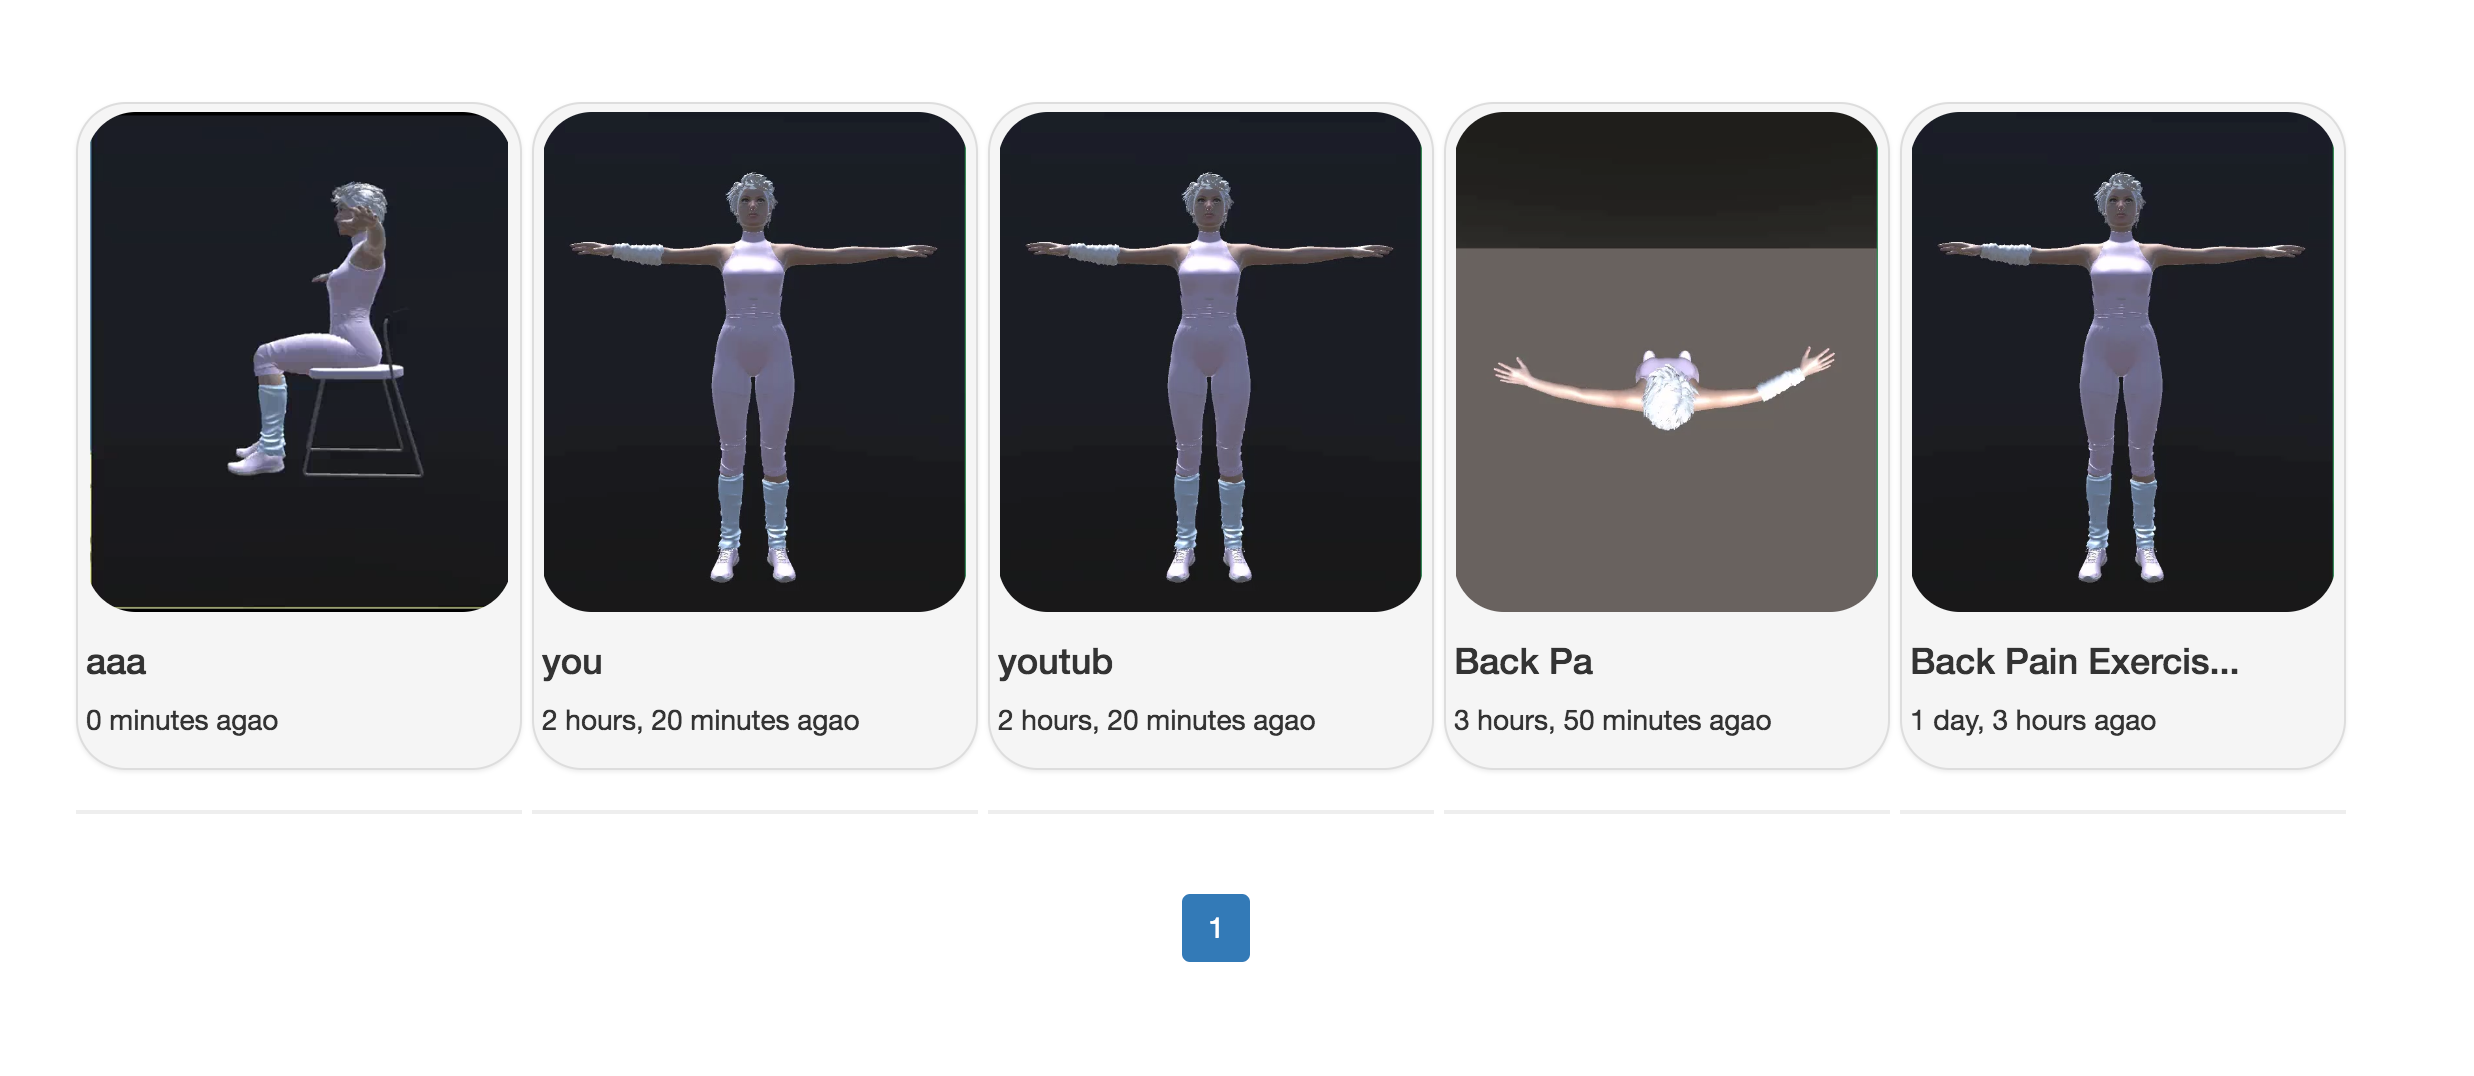 aaa
0 minutes agao
you
2 hours, 20 minutes agao
youtub
2 hours, 20 minutes agao
Back Pa
3 hours, 50 minutes agao
Back Pain Exercis...
1 day, 3 hours agao
1